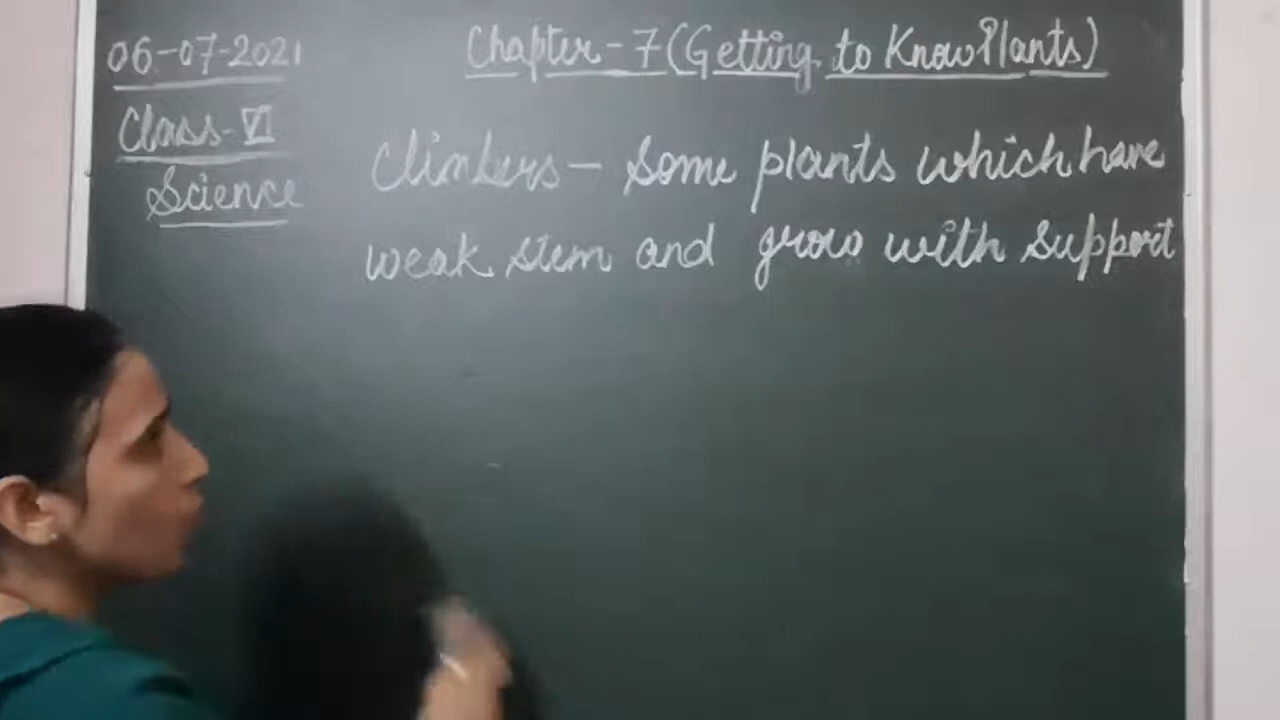 06-07-2021
Class-VI
Science
Chapter-7(Getting to Know Plants)
Climbers - Some plants which have
weak stem and grow with support